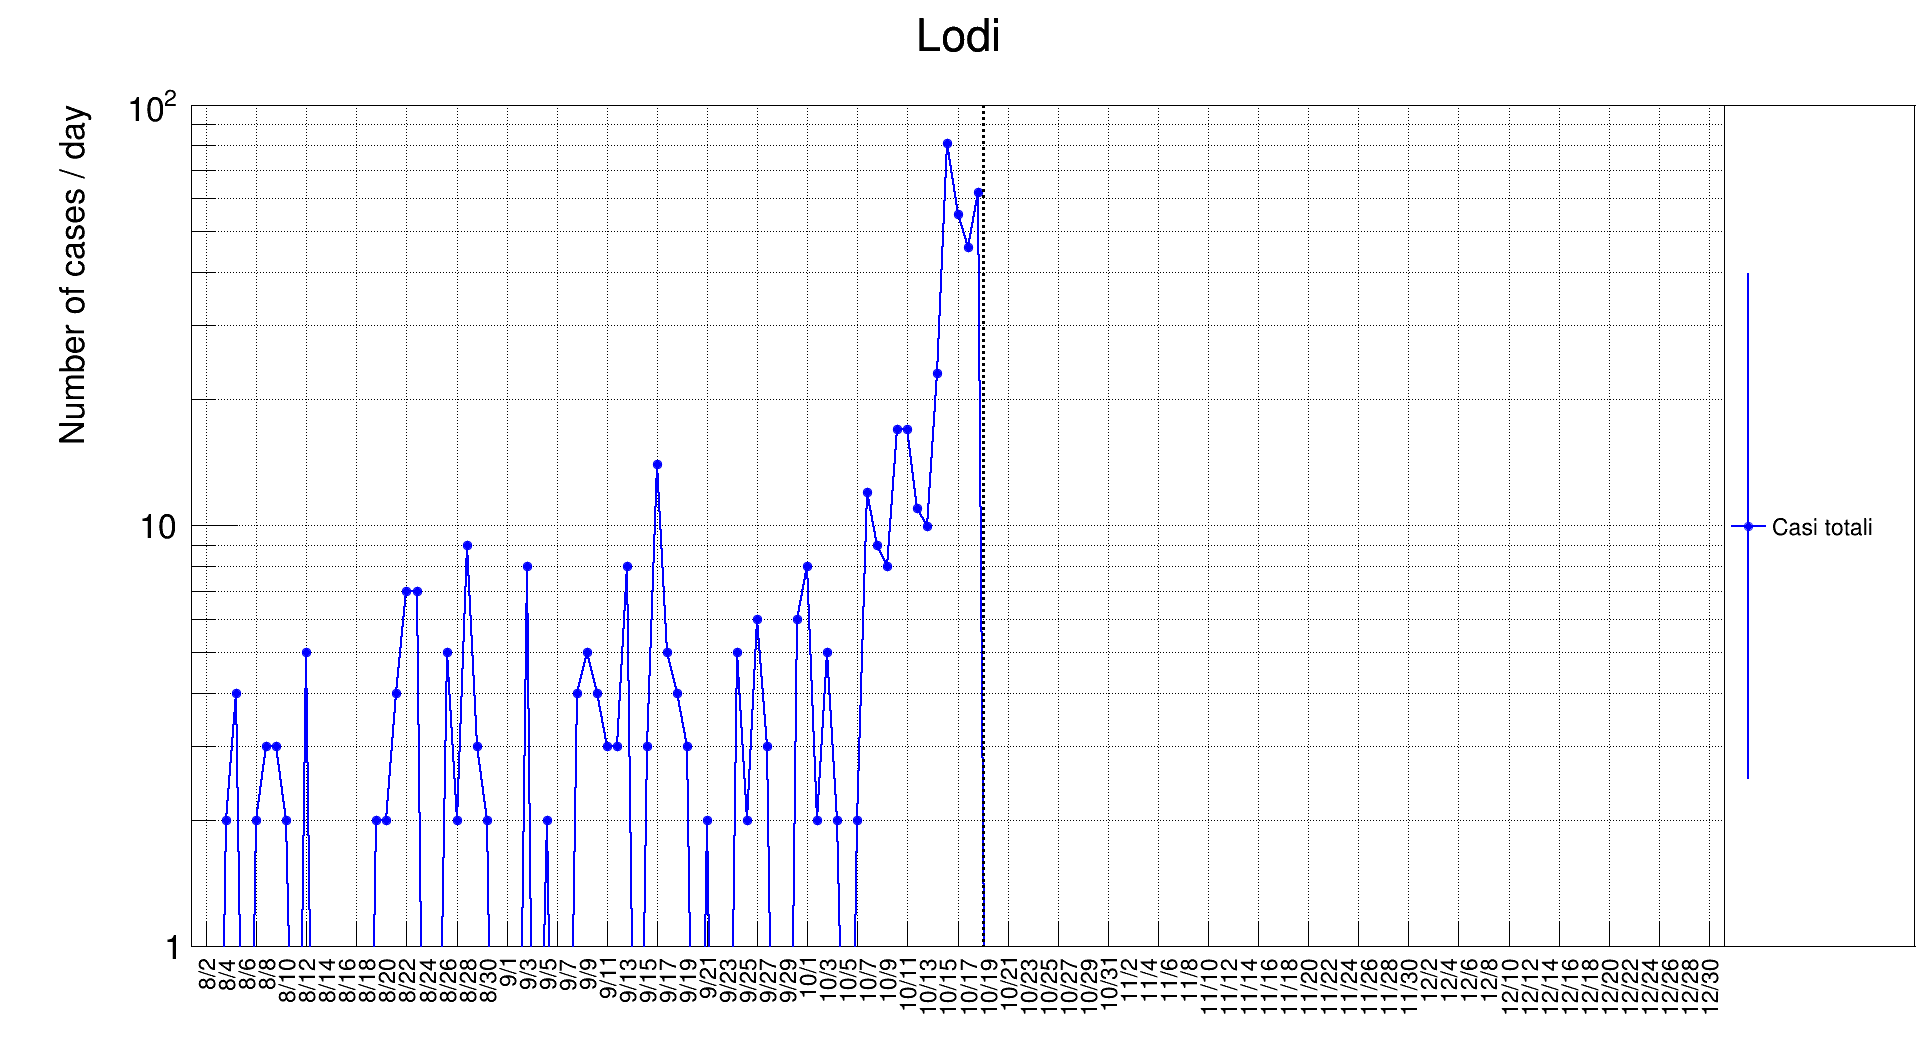 Lodi
Number of cases / day
10²
10
1
8/2 8/4 8/6 8/8 8/10 8/12 8/14 8/16 8/18 8/20 8/22 8/24 8/26 8/28 8/30 9/1 9/3 9/5 9/7 9/9 9/11 9/13 9/15 9/17 9/19 9/21 9/23 9/25 9/27 9/29 10/1 10/3 10/5 10/7 10/9 10/11 10/13 10/15 10/17 10/19 10/21 10/23 10/25 10/27 10/29 10/31 11/2 11/4 11/6 11/8 11/10 11/12 11/14 11/16 11/18 11/20 11/22 11/24 11/26 11/28 11/30 12/2 12/4 12/6 12/8 12/10 12/12 12/14 12/16 12/18 12/20 12/22 12/24 12/26 12/28 12/30
Casi totali